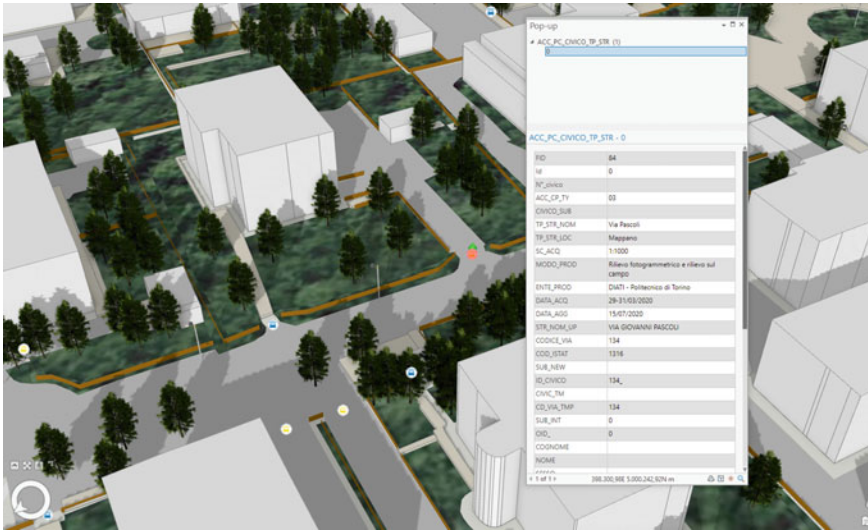 Pop-up
ACC_PC_CIVICO_TP_STR (1)
0
ACC_PC_CIVICO_TP_STR - 0
FID 84
Id 0
N°_civico
ACC_CP_TY 03
CIVICO_SUB
TP_STR_NOM Via Pascoli
TP_STR_LOC Mappano
SC_ACQ 1:1000
MODO_PROD Rilievo fotogrammetrico e rilievo sul
campo
ENTE_PROD DIATI - Politecnico di Torino
DATA_ACQ 29-31/03/2020
DATA_AGG 15/07/2020
STR_NOM_UP VIA GIOVANNI PASCOLI
CODICE_VIA 134
COD_ISTAT 1316
SUB_NEW
ID_CIVICO 134_
CIVIC_TM
CD_VIA_TMP 134
SUB_INT 0
OID_ 0
COGNOME
NOME
1 of 1
398.300,98E 5.000.242,92N m